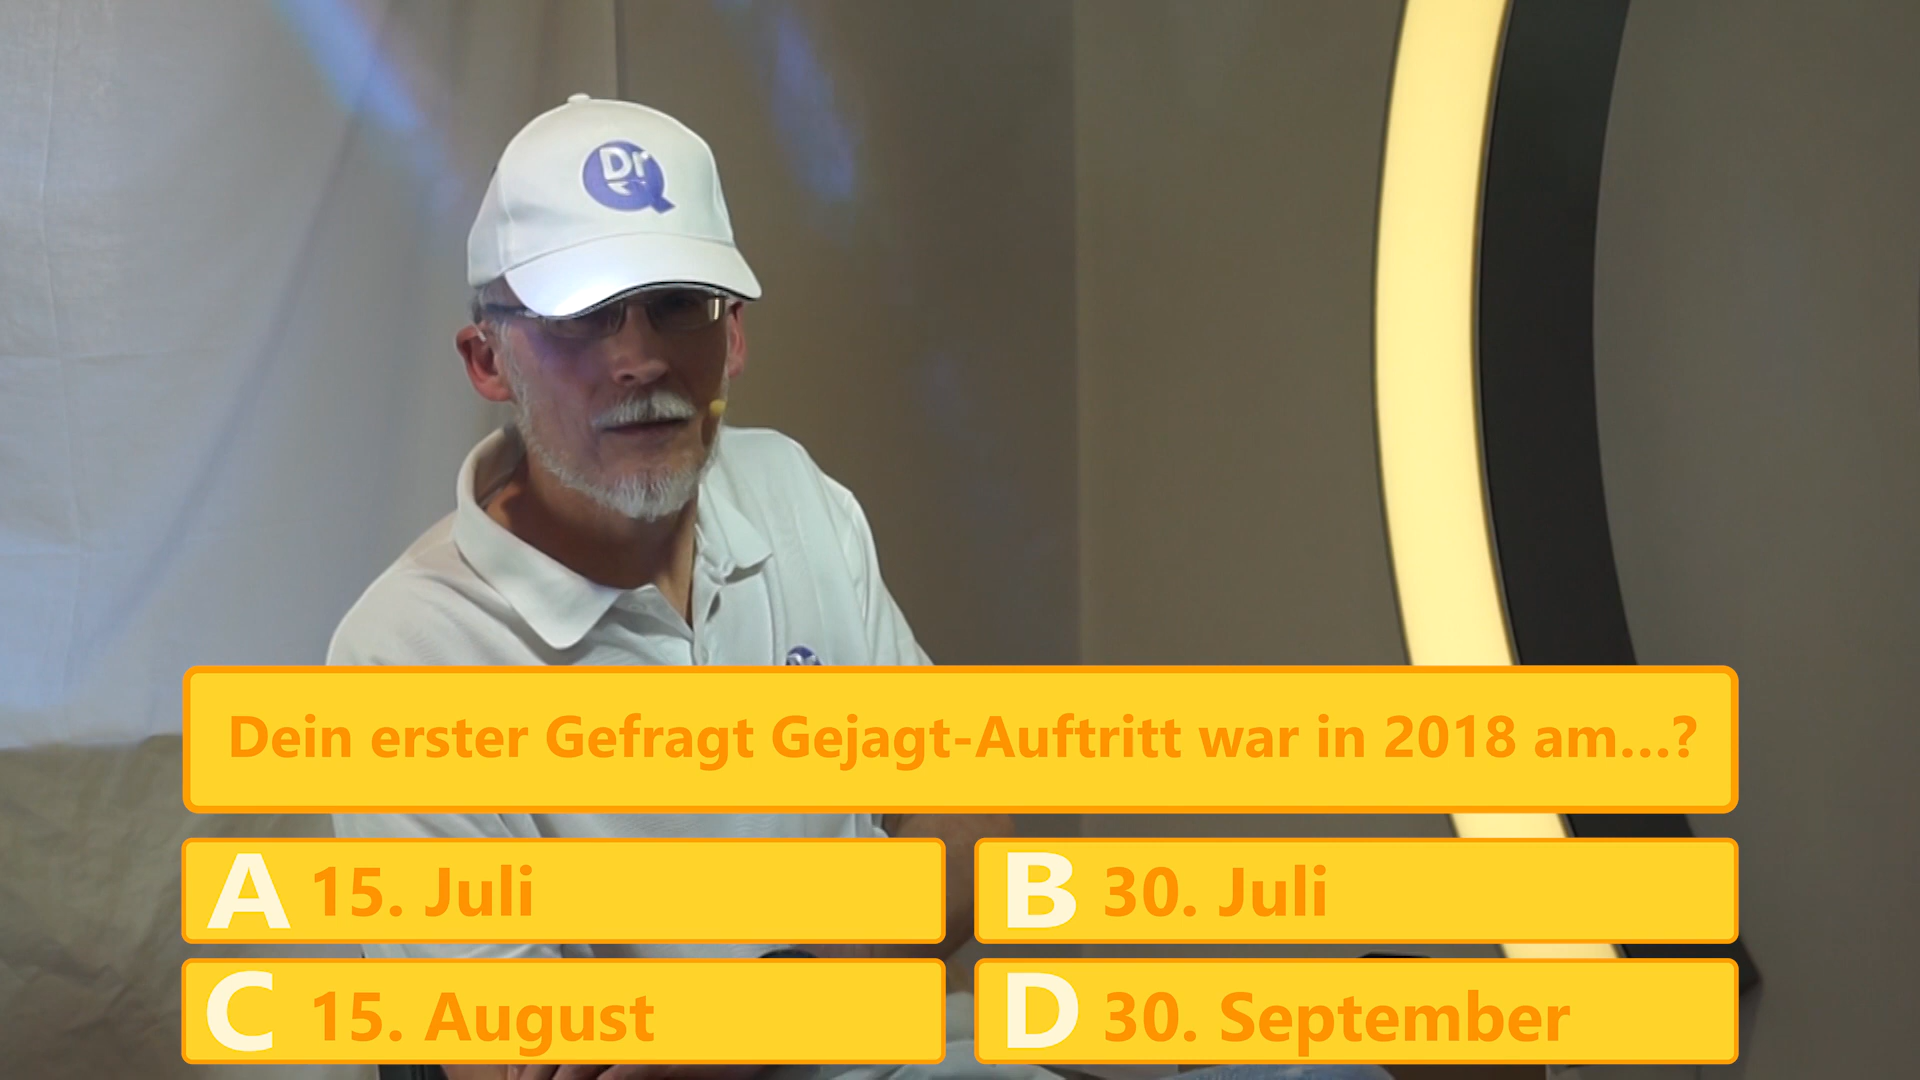 Dr
Q
Dein erster Gefragt Gejagt-Auftritt war in 2018 am...?
A 15. Juli
B 30. Juli
C 15. August
D 30. September